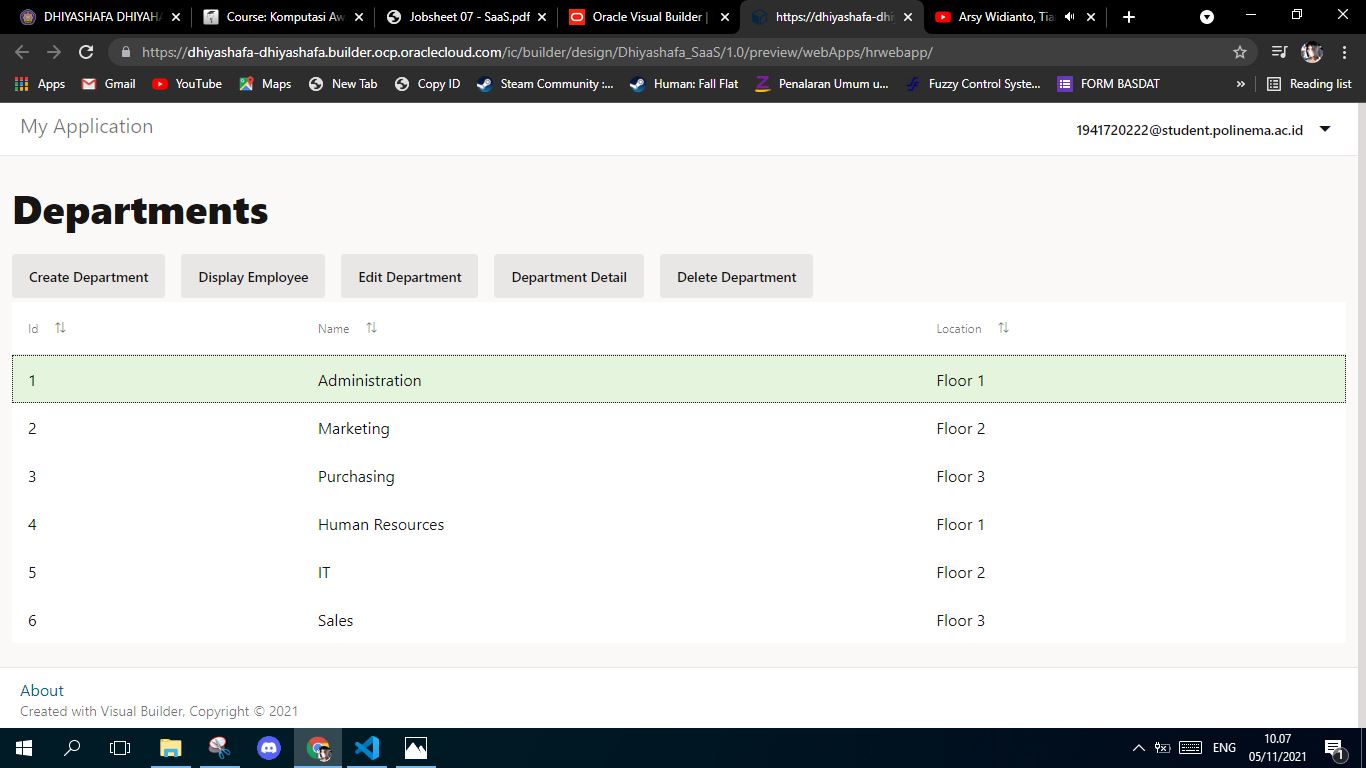 DHIYASHAFA DHIYAHA
Course: Komputasi Aw
Jobsheet 07 - SaaS.pdf
Oracle Visual Builder |
https://dhiyashafa-dhi
Arsy Widianto, Tia
https://dhiyashafa-dhiyashafa.builder.ocp.oraclecloud.com/ic/builder/design/Dhiyashafa_SaaS/1.0/preview/webApps/hrwebapp/
Apps Gmail YouTube Maps New Tab Copy ID Steam Community :... Human: Fall Flat Penalaran Umum u... Fuzzy Control Syste... FORM BASDAT » Reading list
My Application
1941720222@student.polinema.ac.id
Departments
Create Department Display Employee Edit Department Department Detail Delete Department
Id Name Location
1 Administration Floor 1
2 Marketing Floor 2
3 Purchasing Floor 3
4 Human Resources Floor 1
5 IT Floor 2
6 Sales Floor 3
About
Created with Visual Builder, Copyright © 2021
ENG
10.07
05/11/2021
1